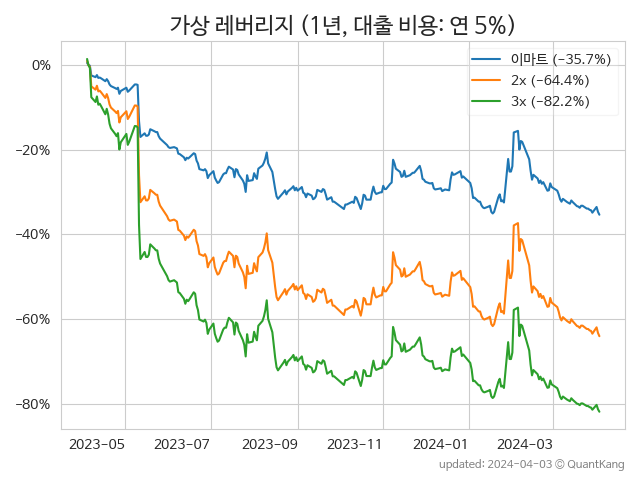 가상 레버리지 (1년, 대출 비용: 연 5%)
이마트 (−35.7%)
2x (−64.4%)
3x (−82.2%)
0%
−20%
−40%
−60%
−80%
2023-05 2023-07 2023-09 2023-11 2024-01 2024-03
updated: 2024-04-03 © QuantKang